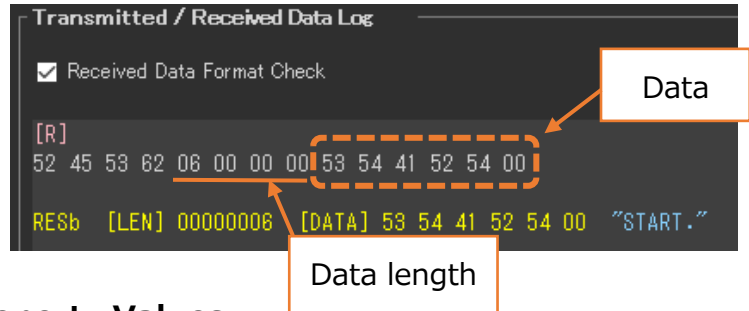 Transmitted / Received Data Log
Received Data Format Check
Data
[R]
52 45 53 62 06 00 00 00 53 54 41 52 54 00
RESb [LEN] 00000006 [DATA] 53 54 41 52 54 00 "START."
Data length